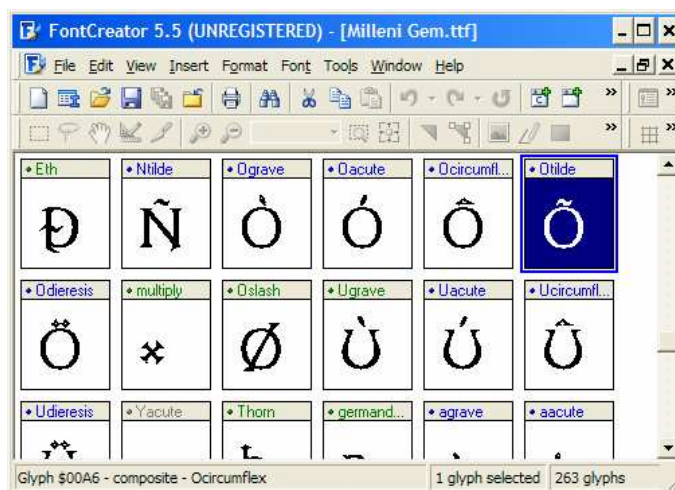 FontCreator 5.5 (UNREGISTERED) - [Milleni Gem.ttf]
File Edit View Insert Format Font Tools Window Help
Eth Ntilde Ograve Oacute Ocircumfl... Otilde
Ð Ñ Ò Ó Ô Õ
Odieresis multiply Oslash Ugrave Uacute Ucircumfl...
Ö × Ø Ù Ú Û
Udieresis Yacute Thorn germand... agrave aacute
Glyph $00A6 - composite - Ocircumflex 1 glyph selected 263 glyphs